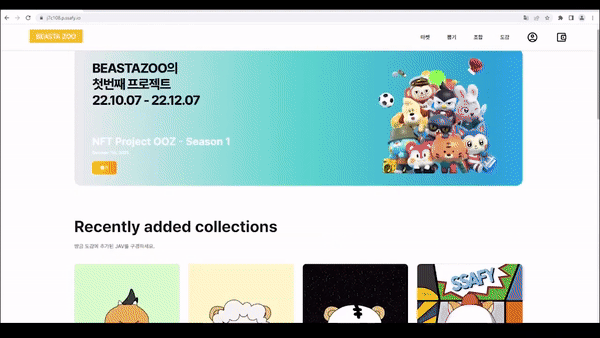 j7c108.p.ssafy.io
BEASTA ZOO
마켓
뽑기
조합
도감
BEASTAZOO의
첫번째 프로젝트
22.10.07 - 22.12.07
NFT Project OOZ - Season 1
Recently added collections
방금 도감에 추가된 JAV를 구경하세요.
SSAFY